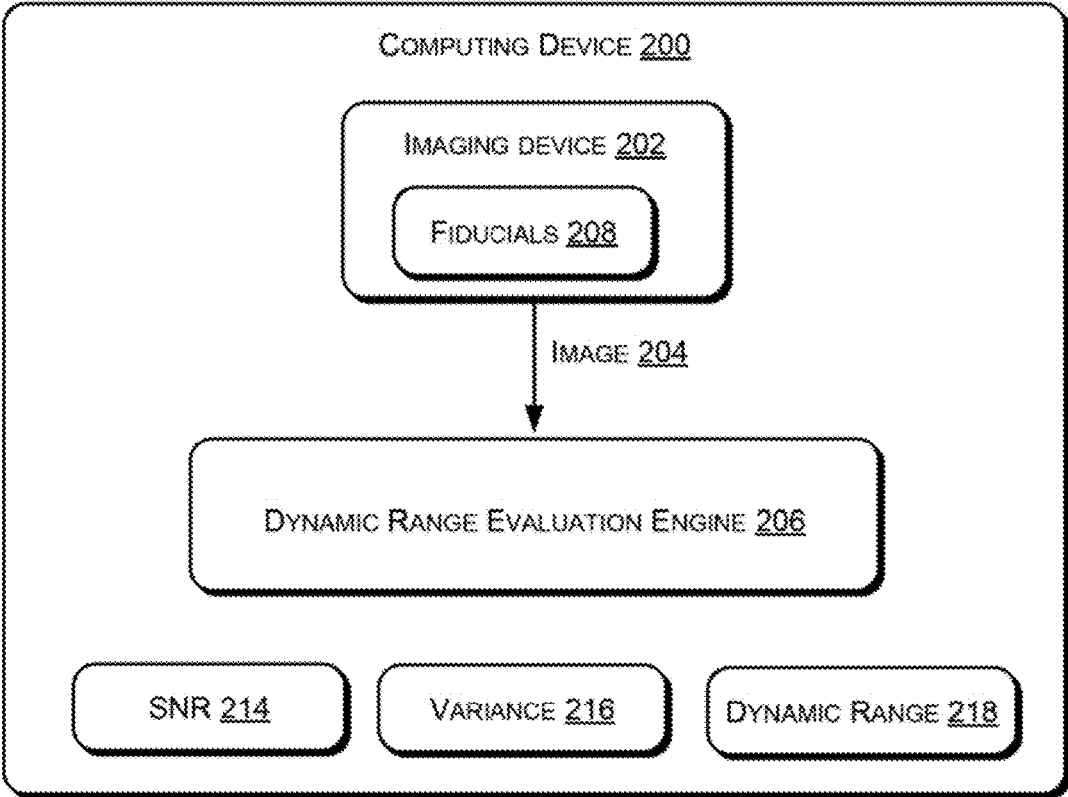 COMPUTING DEVICE 200
IMAGING DEVICE 202
FIDUCIALS 208
IMAGE 204
DYNAMIC RANGE EVALUATION ENGINE 206
SNR 214
VARIANCE 216
DYNAMIC RANGE 218